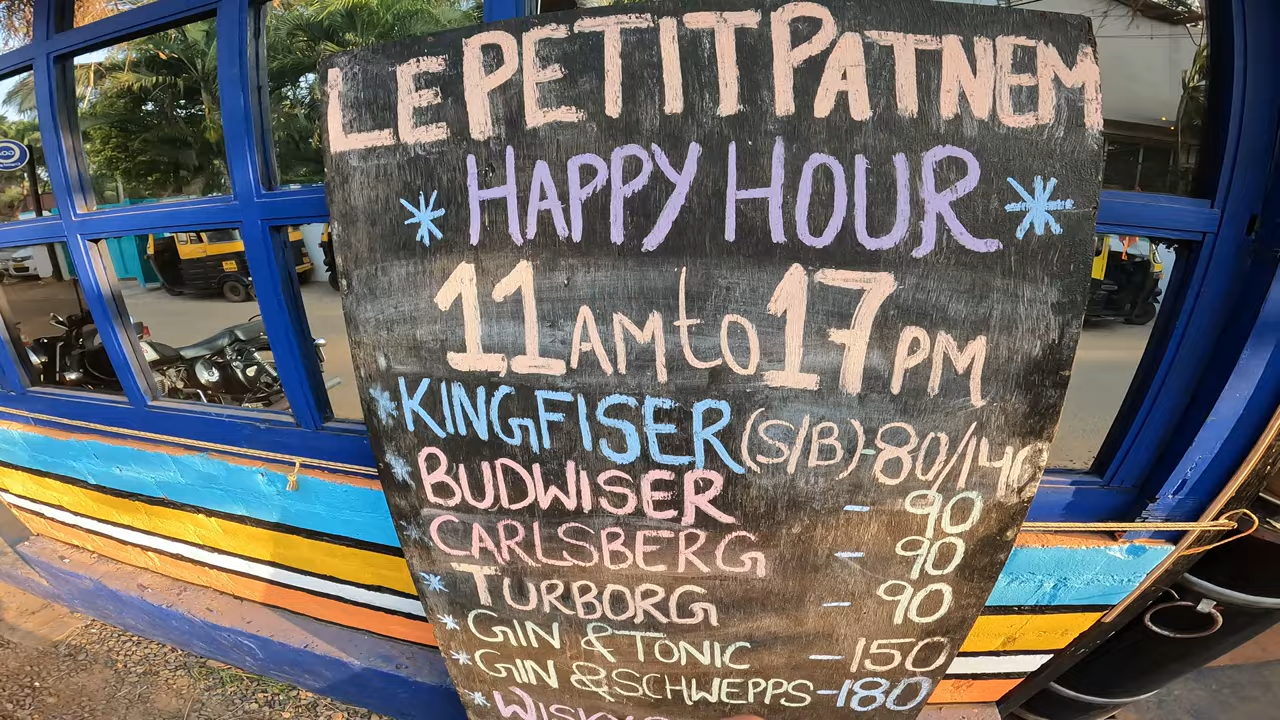 LE PETIT PATNEM
HAPPY HOUR
11 AM to 17 PM
KINGFISER (S/B)-80/140
BUDWISER - 90
CARLSBERG - 90
TURBORG - 90
GIN & TONIC -150
GIN & SCHWEPPS-180